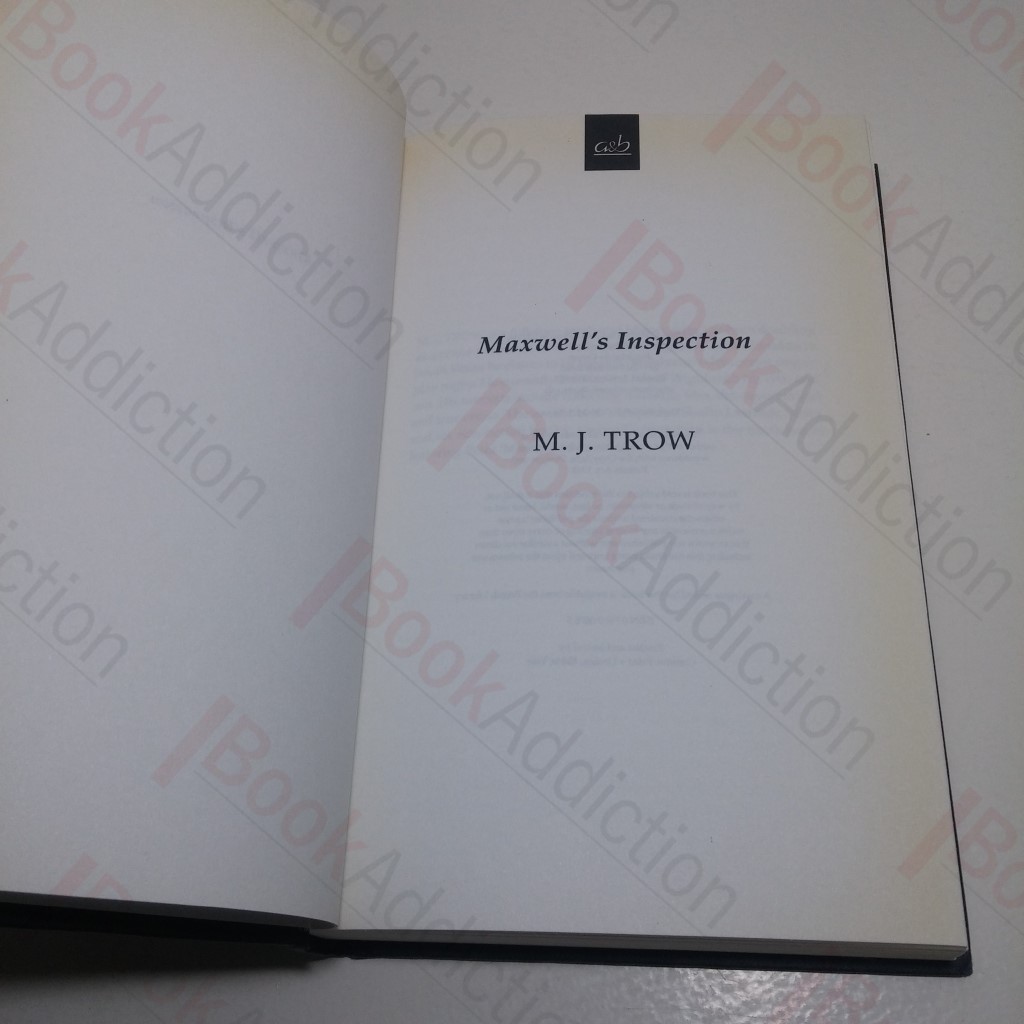 a&b
Maxwell's Inspection
M. J. TROW
BookAddiction